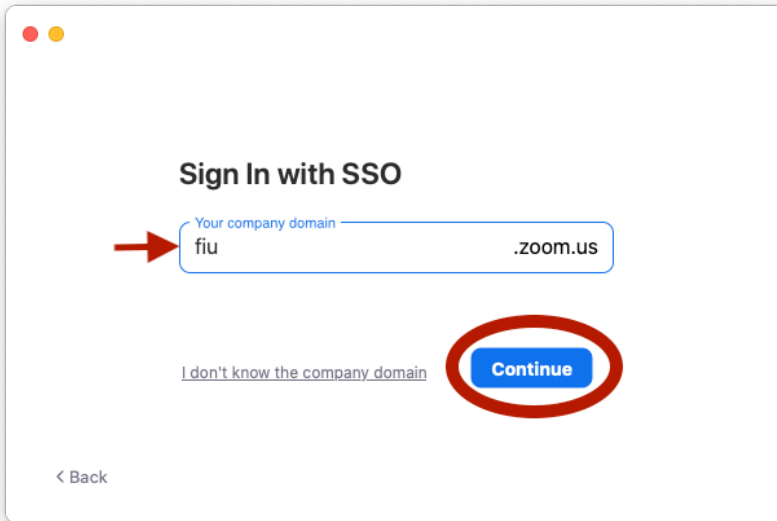 Sign In with SSO
Your company domain
fiu .zoom.us
I don't know the company domain
Continue
< Back